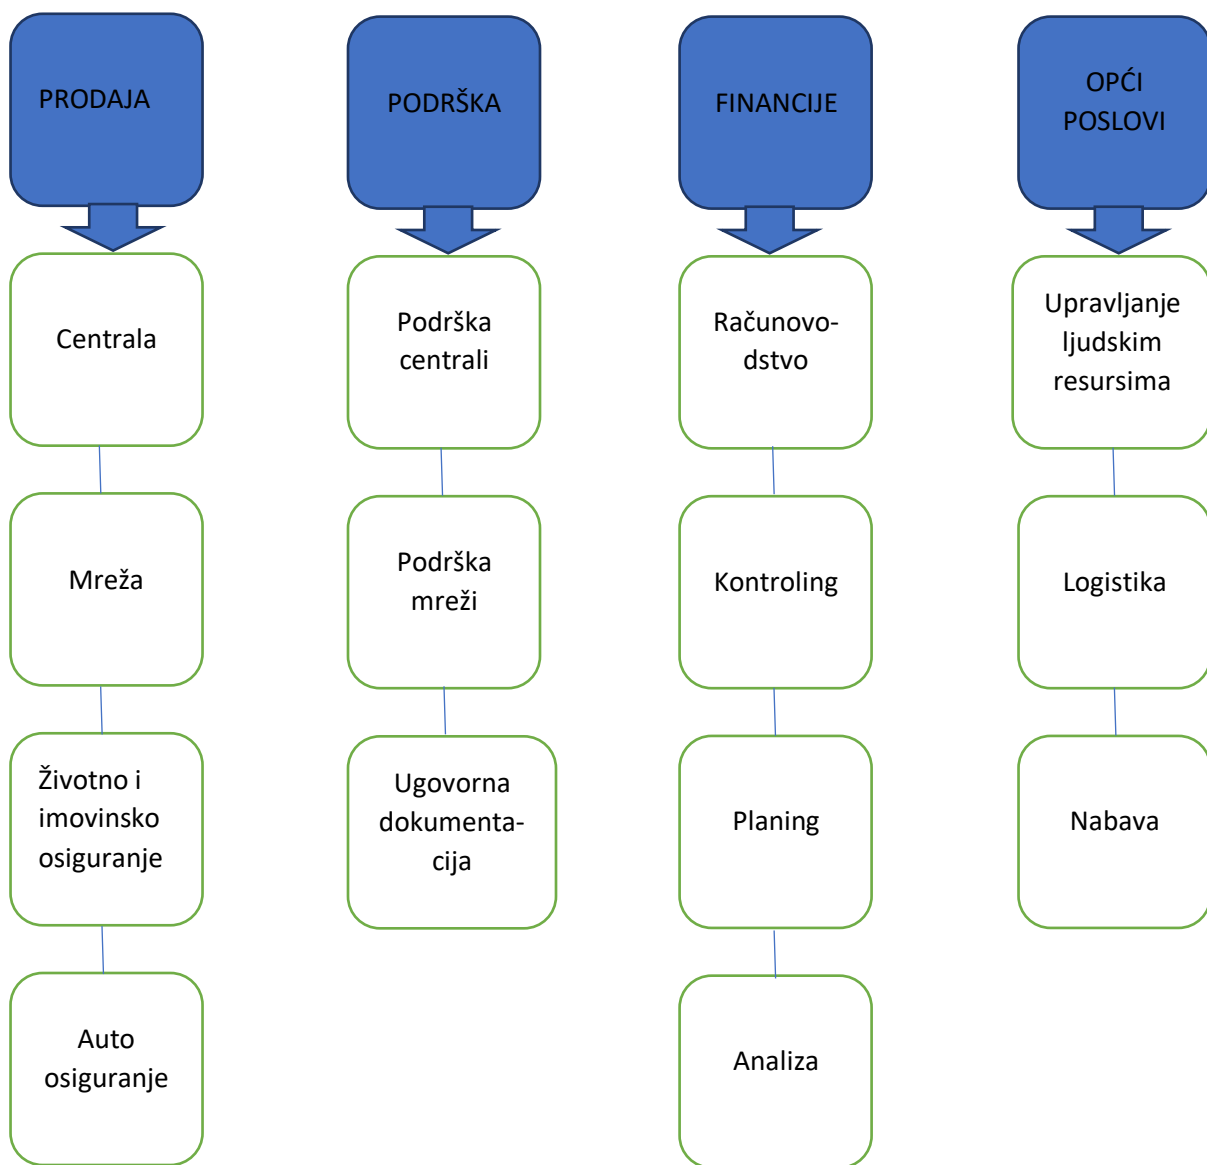 PRODAJA
PODRŠKA
FINANCIJE
OPĆI
POSLOVI
Centrala
Podrška
centrali
Računovo-
dstvo
Upravljanje
ljudskim
resursima
Mreža
Podrška
mreži
Kontroling
Logistika
Životno i
imovinsko
osiguranje
Ugovorna
dokumenta-
cija
Planing
Nabava
Auto
osiguranje
Analiza